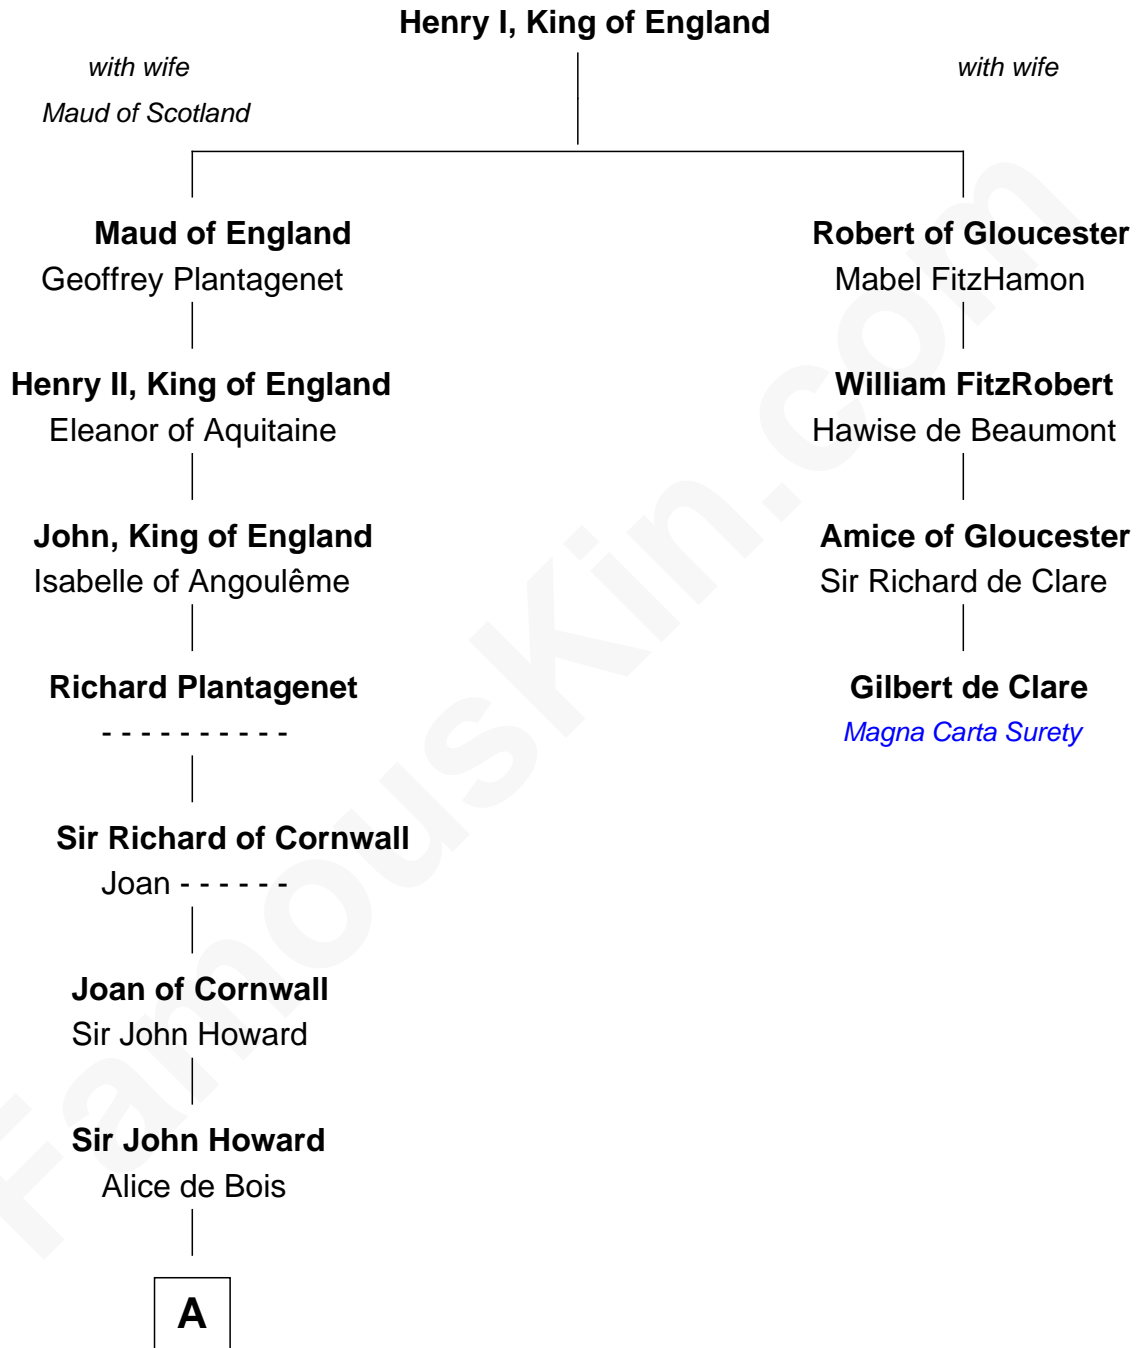 Henry I, King of England
with wife
Maud of Scotland
with wife
Maud of England
Geoffrey Plantagenet
Robert of Gloucester
Mabel FitzHamon
Henry II, King of England
Eleanor of Aquitaine
William FitzRobert
Hawise de Beaumont
John, King of England
Isabelle of Angoulême
Amice of Gloucester
Sir Richard de Clare
Richard Plantagenet
- - - - - - - - - -
Gilbert de Clare
Magna Carta Surety
Sir Richard of Cornwall
Joan - - - - - -
Joan of Cornwall
Sir John Howard
Sir John Howard
Alice de Bois
A
FamousKin.com